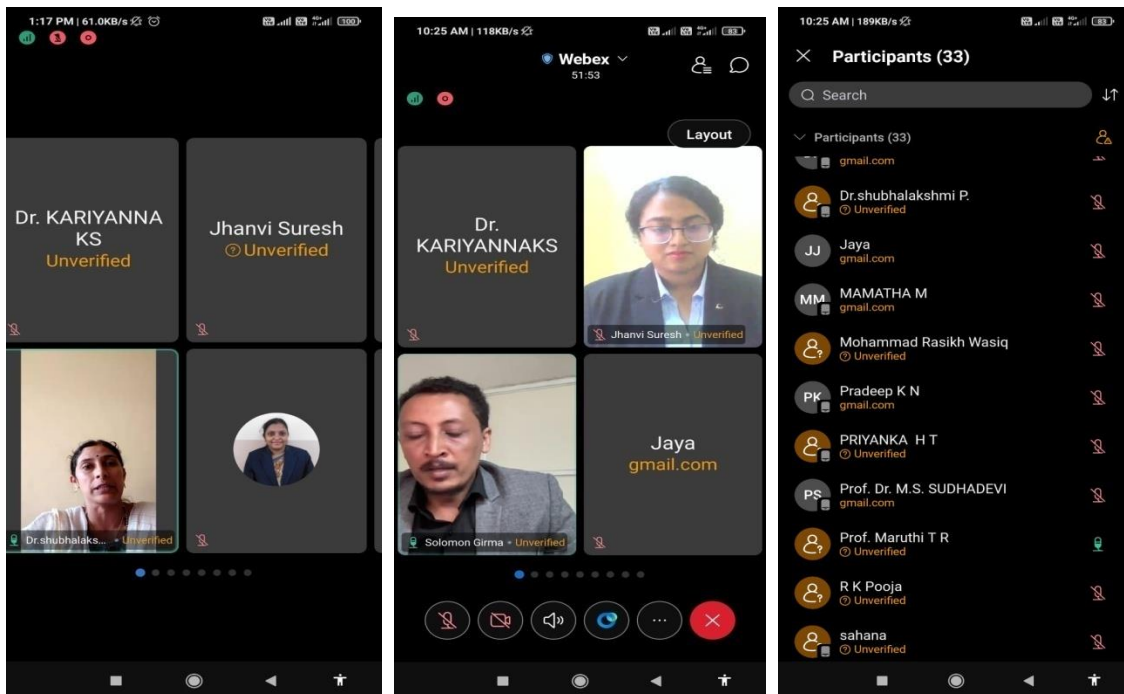 1:17 PM | 61.0KB/s
100
Dr. KARIYANNA
KS
Unverified
Jhanvi Suresh
Unverified
Dr.shubhalaks... • Unverified
10:25 AM | 118KB/s
83
Webex
51:53
Layout
Dr.
KARIYANNAKS
Unverified
Jhanvi Suresh • Unverified
Solomon Girma • Unverified
Jaya
gmail.com
10:25 AM | 189KB/s
83
Participants (33)
Search
Participants (33)
gmail.com
Dr.shubhalakshmi P.
Unverified
JJ
Jaya
gmail.com
MM
MAMATHA M
gmail.com
Mohammad Rasikh Wasiq
Unverified
PK
Pradeep K N
gmail.com
PRIYANKA H T
Unverified
PS
Prof. Dr. M.S. SUDHADEVI
gmail.com
Prof. Maruthi T R
Unverified
R K Pooja
Unverified
sahana
Unverified